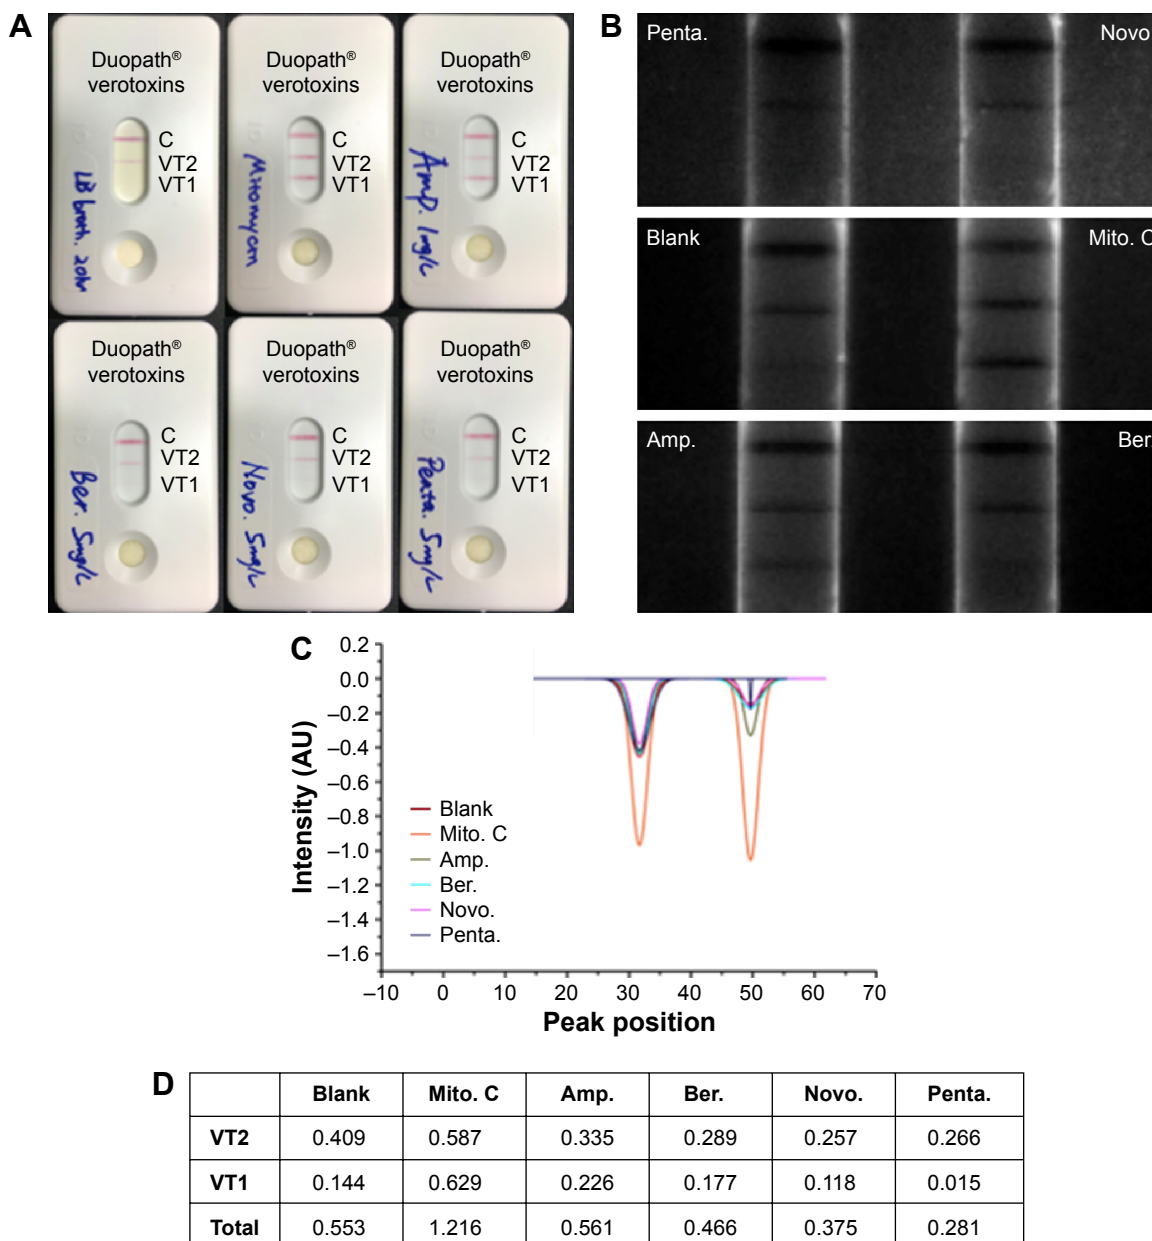 A
Duopath®
verotoxins
C
VT2
VT1
LB broth. 20hr
Duopath®
verotoxins
C
VT2
VT1
Mitomycin
Duopath®
verotoxins
C
VT2
VT1
Amp. 1mg/L
Duopath®
verotoxins
C
VT2
VT1
Ber. 5mg/L
Duopath®
verotoxins
C
VT2
VT1
Novo. 5mg/L
Duopath®
verotoxins
C
VT2
VT1
Penta. 5mg/L
B
Penta. Novo
Blank Mito. C
Amp. Ber.
C
0.2
0.0
–0.2
–0.4
–0.6
–0.8
–1.0
–1.2
–1.4
–1.6
Intensity (AU)
Blank
Mito. C
Amp.
Ber.
Novo.
Penta.
–10 0 10 20 30 40 50 60 70
Peak position
D
Blank Mito. C Amp. Ber. Novo. Penta.
VT2 0.409 0.587 0.335 0.289 0.257 0.266
VT1 0.144 0.629 0.226 0.177 0.118 0.015
Total 0.553 1.216 0.561 0.466 0.375 0.281